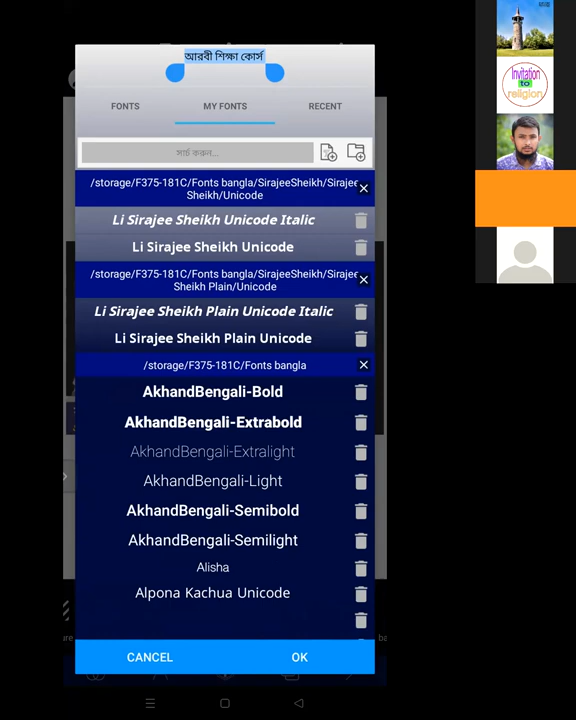 আরবী শিক্ষা কোর্স
FONTS
MY FONTS
RECENT
সার্চ করুন...
/storage/F375-181C/Fonts bangla/SirajeeSheikh/Sirajee
Sheikh/Unicode
Li Sirajee Sheikh Unicode Italic
Li Sirajee Sheikh Unicode
/storage/F375-181C/Fonts bangla/SirajeeSheikh/Sirajee
Sheikh Plain/Unicode
Li Sirajee Sheikh Plain Unicode Italic
Li Sirajee Sheikh Plain Unicode
/storage/F375-181C/Fonts bangla
AkhandBengali-Bold
AkhandBengali-Extrabold
AkhandBengali-Extralight
AkhandBengali-Light
AkhandBengali-Semibold
AkhandBengali-Semilight
Alisha
Alpona Kachua Unicode
CANCEL
OK
Invitation
to
religion